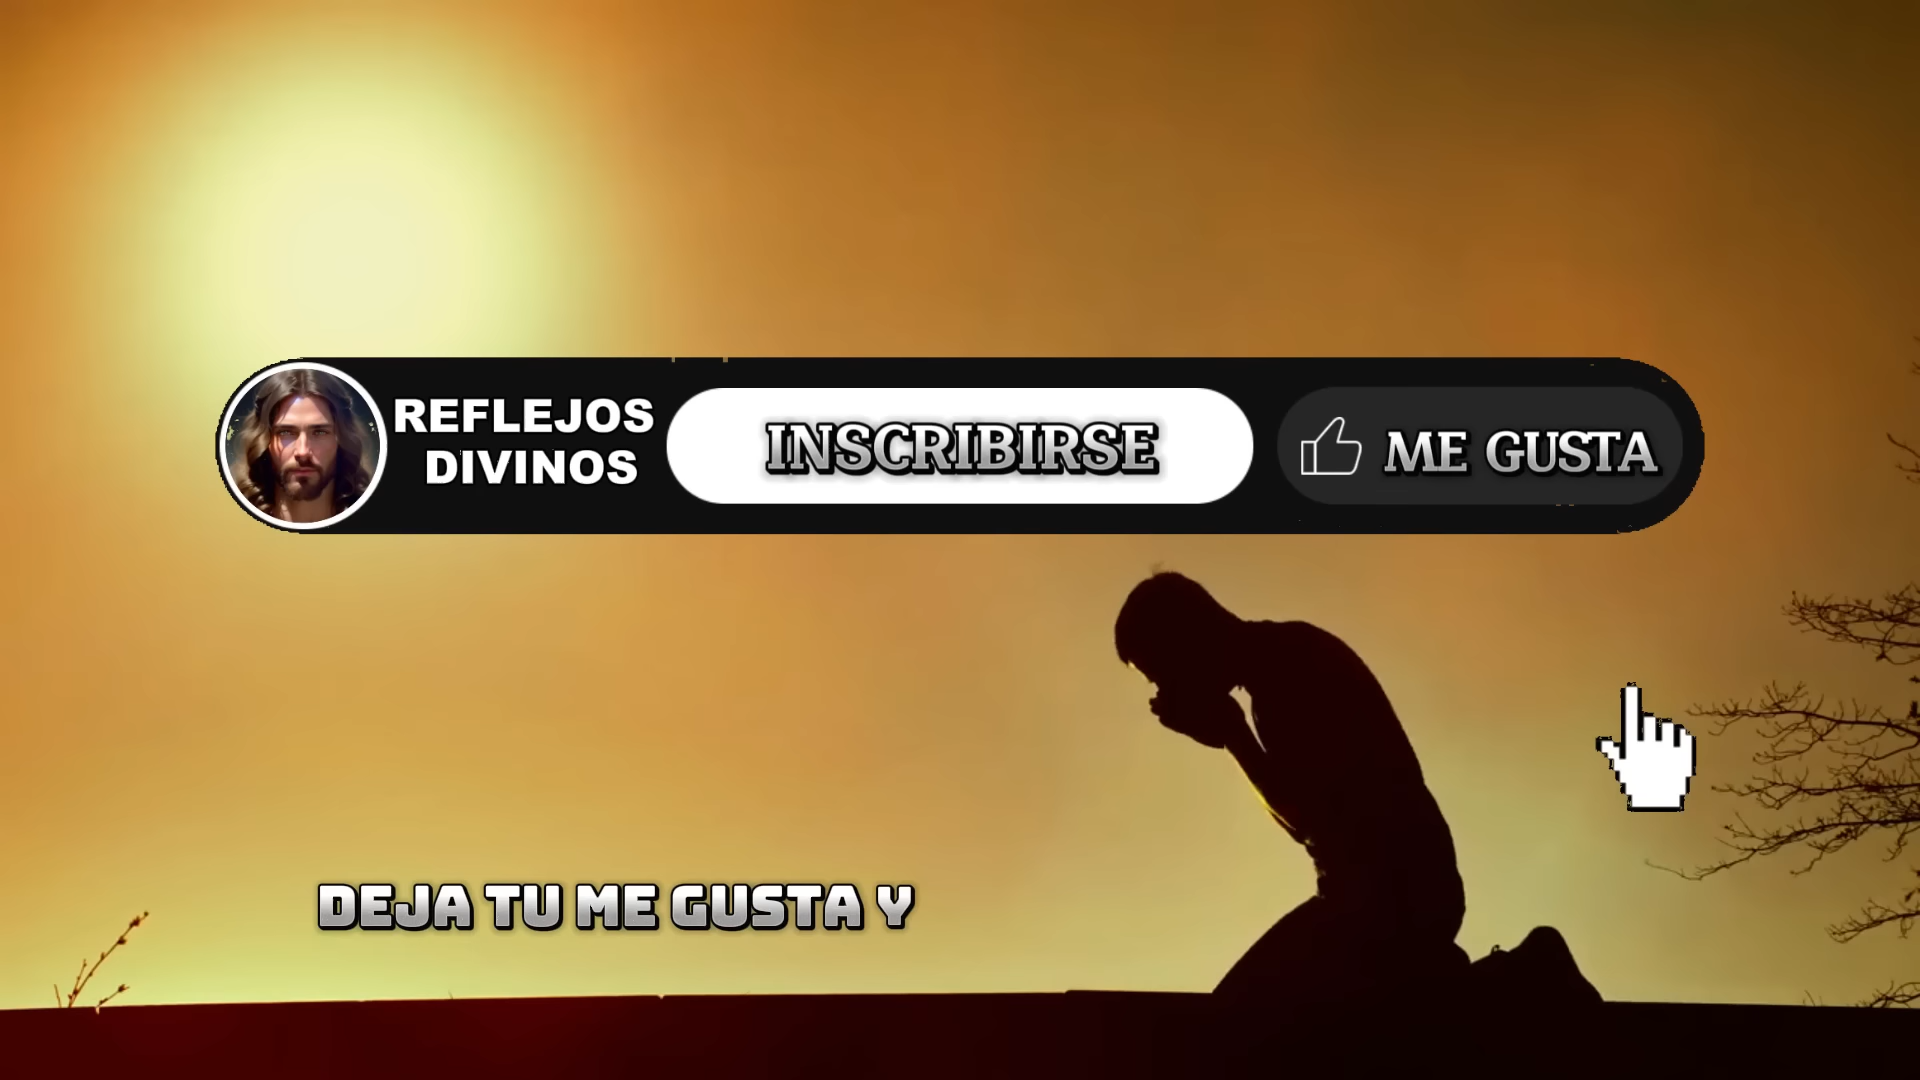 REFLEJOS
DIVINOS
INSCRIBIRSE
ME GUSTA
DEJA TU ME GUSTA Y